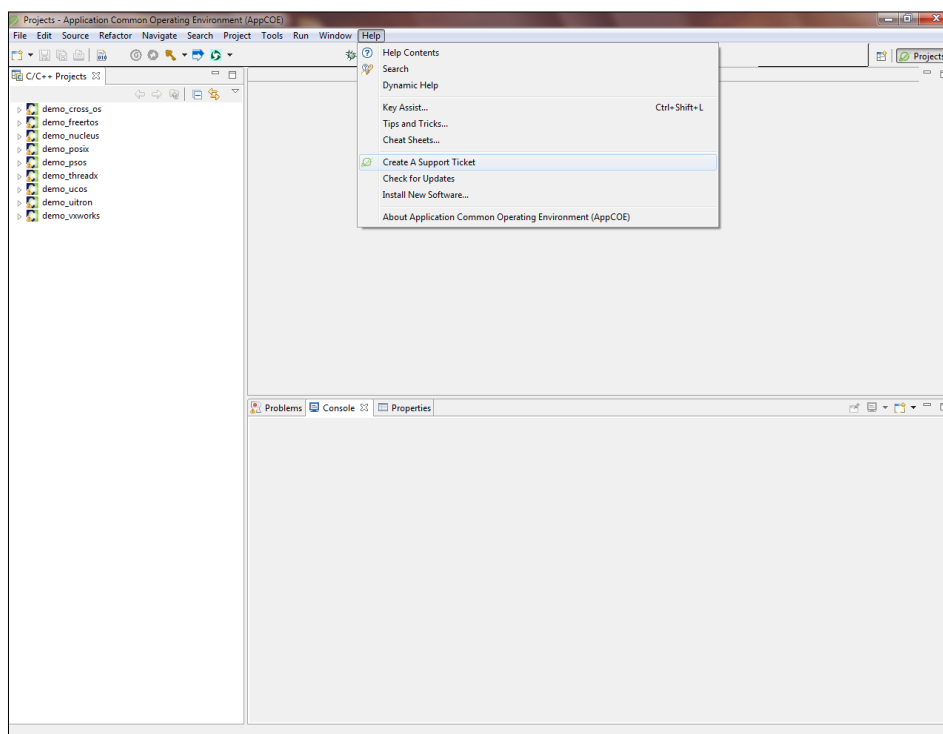 Projects - Application Common Operating Environment (AppCOE)
File Edit Source Refactor Navigate Search Project Tools Run Window Help
Projects
C/C++ Projects
demo_cross_os
demo_freertos
demo_nucleus
demo_posix
demo_psos
demo_threadx
demo_ucos
demo_uitron
demo_vxworks
Help Contents
Search
Dynamic Help
Key Assist... Ctrl+Shift+L
Tips and Tricks...
Cheat Sheets...
Create A Support Ticket
Check for Updates
Install New Software...
About Application Common Operating Environment (AppCOE)
Problems Console Properties